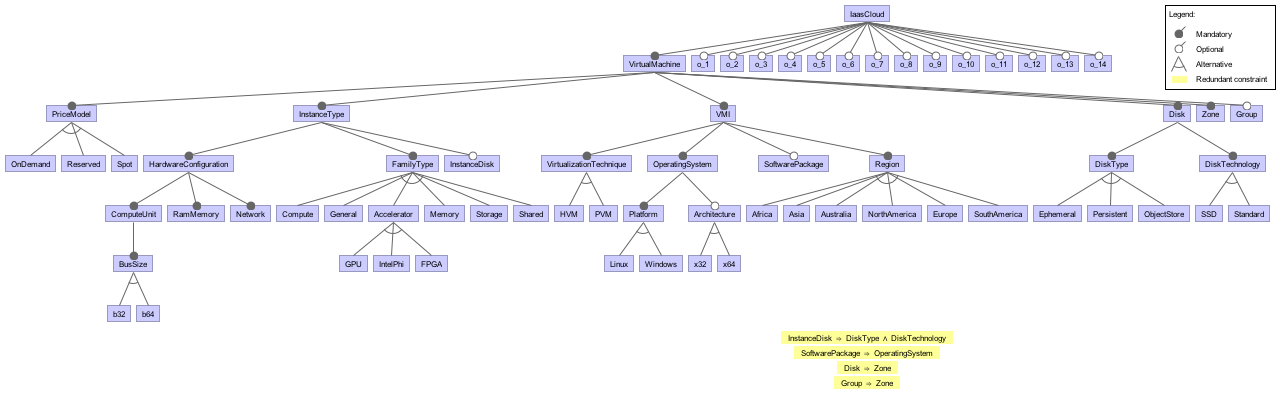 IaasCloud
Legend:
Mandatory
Optional
Alternative
Redundant constraint
VirtualMachine o_1 o_2 o_3 o_4 o_5 o_6 o_7 o_8 o_9 o_10 o_11 o_12 o_13 o_14
PriceModel InstanceType VMI Disk Zone Group
OnDemand Reserved Spot HardwareConfiguration FamilyType InstanceDisk VirtualizationTechnique OperatingSystem SoftwarePackage Region DiskType DiskTechnology
ComputeUnit RamMemory Network Compute General Accelerator Memory Storage Shared HVM PVM Platform Architecture Africa Asia Australia NorthAmerica Europe SouthAmerica Ephemeral Persistent ObjectStore SSD Standard
BusSize GPU IntelPhi FPGA Linux Windows x32 x64
b32 b64
InstanceDisk ⇒ DiskType ∧ DiskTechnology
SoftwarePackage ⇒ OperatingSystem
Disk ⇒ Zone
Group ⇒ Zone